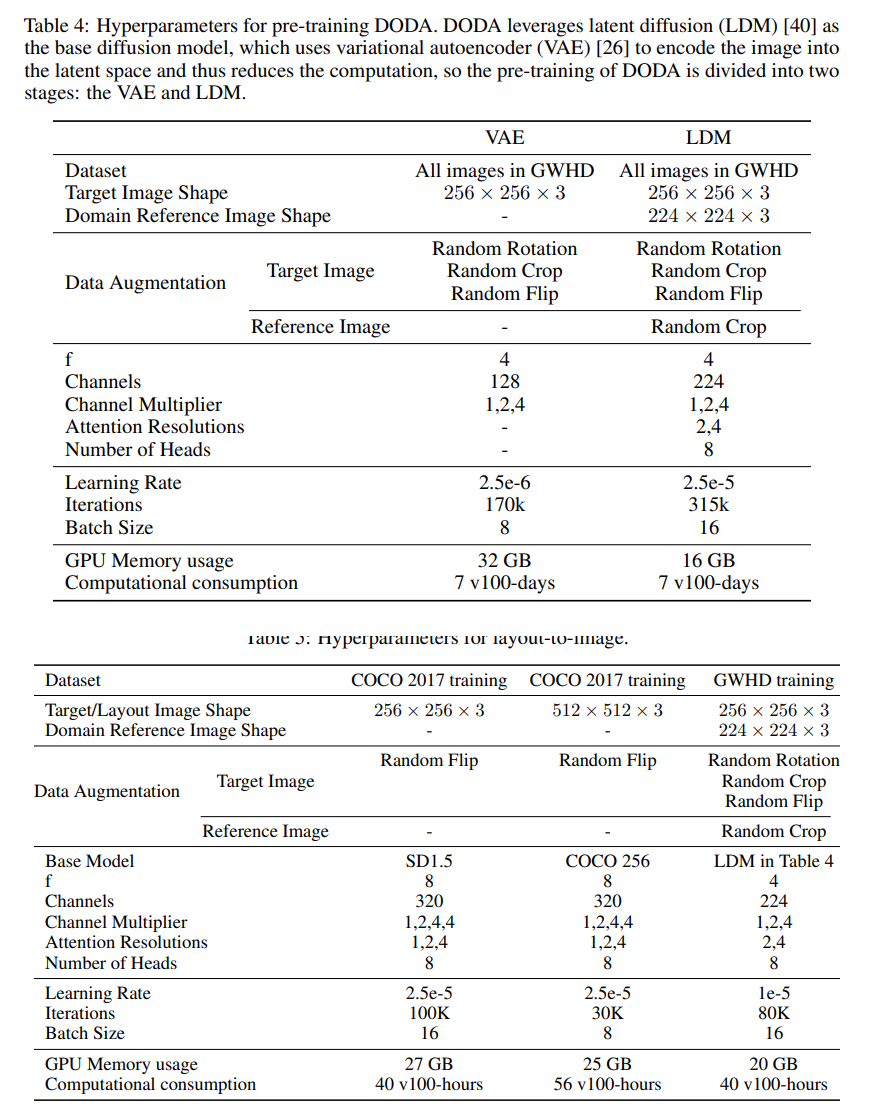 Table 4: Hyperparameters for pre-training DODA. DODA leverages latent diffusion (LDM) [40] as
the base diffusion model, which uses variational autoencoder (VAE) [26] to encode the image into
the latent space and thus reduces the computation, so the pre-training of DODA is divided into two
stages: the VAE and LDM.
VAE LDM
Dataset All images in GWHD All images in GWHD
Target Image Shape 256 × 256 × 3 256 × 256 × 3
Domain Reference Image Shape - 224 × 224 × 3
Random Rotation Random Rotation
Data Augmentation Target Image Random Crop Random Crop
Random Flip Random Flip
Reference Image - Random Crop
f 4 4
Channels 128 224
Channel Multiplier 1,2,4 1,2,4
Attention Resolutions - 2,4
Number of Heads - 8
Learning Rate 2.5e-6 2.5e-5
Iterations 170k 315k
Batch Size 8 16
GPU Memory usage 32 GB 16 GB
Computational consumption 7 v100-days 7 v100-days
Table 5: Hyperparameters for layout-to-image.
Dataset COCO 2017 training COCO 2017 training GWHD training
Target/Layout Image Shape 256 × 256 × 3 512 × 512 × 3 256 × 256 × 3
Domain Reference Image Shape - - 224 × 224 × 3
Random Flip Random Flip Random Rotation
Data Augmentation Target Image Random Crop
Random Flip
Reference Image - - Random Crop
Base Model SD1.5 COCO 256 LDM in Table 4
f 8 8 4
Channels 320 320 224
Channel Multiplier 1,2,4,4 1,2,4,4 1,2,4
Attention Resolutions 1,2,4 1,2,4 2,4
Number of Heads 8 8 8
Learning Rate 2.5e-5 2.5e-5 1e-5
Iterations 100K 30K 80K
Batch Size 16 8 16
GPU Memory usage 27 GB 25 GB 20 GB
Computational consumption 40 v100-hours 56 v100-hours 40 v100-hours